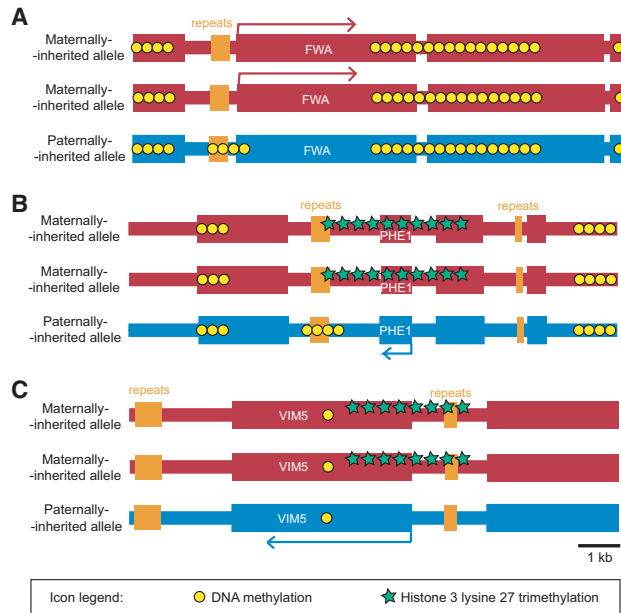 A
repeats
Maternally-
-inherited allele
FWA
Maternally-
-inherited allele
FWA
Paternally-
-inherited allele
FWA
B
repeats
repeats
Maternally-
-inherited allele
PHE1
Maternally-
-inherited allele
PHE1
Paternally-
-inherited allele
PHE1
C
repeats
repeats
Maternally-
-inherited allele
VIM5
Maternally-
-inherited allele
VIM5
Paternally-
-inherited allele
VIM5
1 kb
Icon legend: DNA methylation Histone 3 lysine 27 trimethylation